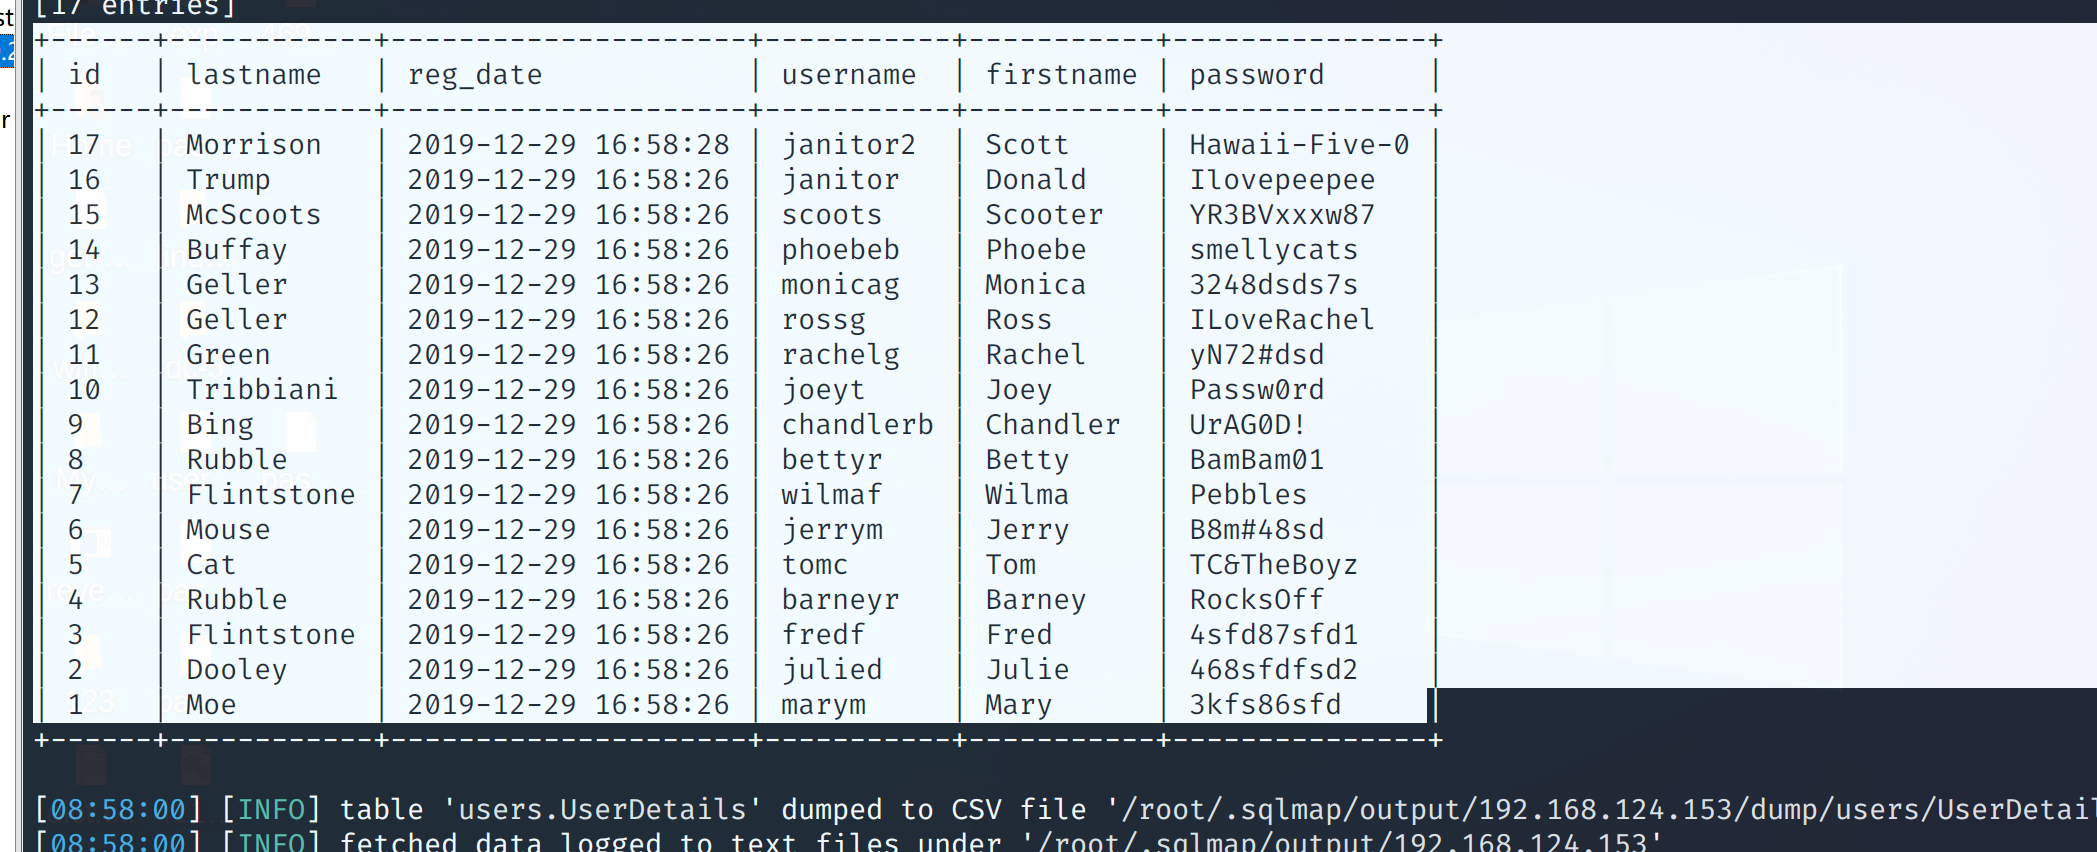 [17 entries]
+------+------------+---------------------+-----------+-----------+---------------+
| id | lastname | reg_date | username | firstname | password |
+------+------------+---------------------+-----------+-----------+---------------+
| 17 | Morrison | 2019-12-29 16:58:28 | janitor2 | Scott | Hawaii-Five-0 |
| 16 | Trump | 2019-12-29 16:58:26 | janitor | Donald | Ilovepeepee |
| 15 | McScoots | 2019-12-29 16:58:26 | scoots | Scooter | YR3BVxxxw87 |
| 14 | Buffay | 2019-12-29 16:58:26 | phoebeb | Phoebe | smellycats |
| 13 | Geller | 2019-12-29 16:58:26 | monicag | Monica | 3248dsds7s |
| 12 | Geller | 2019-12-29 16:58:26 | rossg | Ross | ILoveRachel |
| 11 | Green | 2019-12-29 16:58:26 | rachelg | Rachel | yN72#dsd |
| 10 | Tribbiani | 2019-12-29 16:58:26 | joeyt | Joey | Passw0rd |
| 9 | Bing | 2019-12-29 16:58:26 | chandlerb | Chandler | UrAG0D! |
| 8 | Rubble | 2019-12-29 16:58:26 | bettyr | Betty | BamBam01 |
| 7 | Flintstone | 2019-12-29 16:58:26 | wilmaf | Wilma | Pebbles |
| 6 | Mouse | 2019-12-29 16:58:26 | jerrym | Jerry | B8m#48sd |
| 5 | Cat | 2019-12-29 16:58:26 | tomc | Tom | TC&TheBoyz |
| 4 | Rubble | 2019-12-29 16:58:26 | barneyr | Barney | RocksOff |
| 3 | Flintstone | 2019-12-29 16:58:26 | fredf | Fred | 4sfd87sfd1 |
| 2 | Dooley | 2019-12-29 16:58:26 | julied | Julie | 468sfdfsd2 |
| 1 | Moe | 2019-12-29 16:58:26 | marym | Mary | 3kfs86sfd |
+------+------------+---------------------+-----------+-----------+---------------+
[08:58:00] [INFO] table 'users.UserDetails' dumped to CSV file '/root/.sqlmap/output/192.168.124.153/dump/users/UserDetail
[08:58:00] [INFO] fetched data logged to text files under '/root/.sqlmap/output/192.168.124.153'